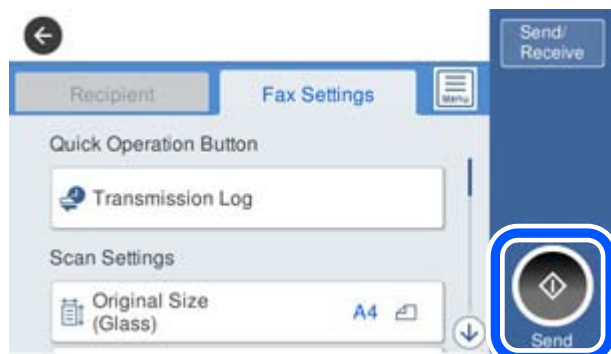 Send/
Receive
Recipient
Fax Settings
Menu
Quick Operation Button
Transmission Log
Scan Settings
Original Size
(Glass)
A4
Send